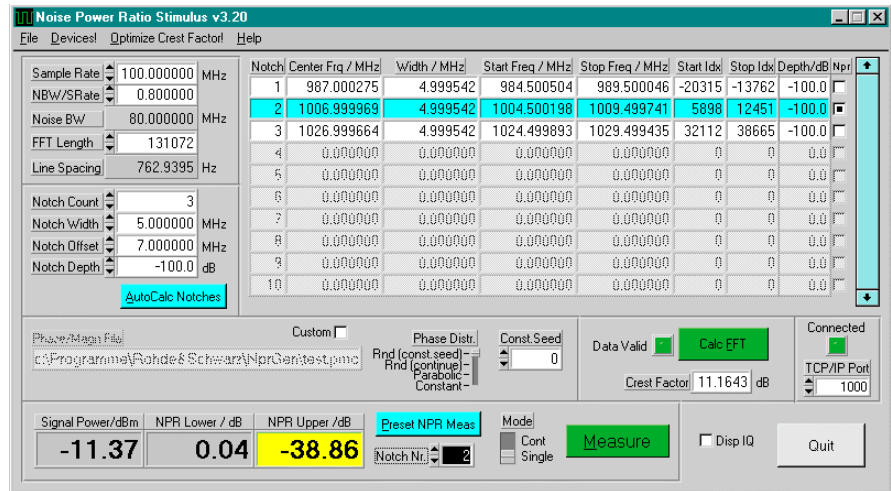 Noise Power Ratio Stimulus v3.20
File Devices! Optimize Crest Factor! Help
Sample Rate 100.000000 MHz
NBW/SRate 0.800000
Noise BW 80.000000 MHz
FFT Length 131072
Line Spacing 762.9395 Hz
Notch Count 3
Notch Width 5.000000 MHz
Notch Offset 7.000000 MHz
Notch Depth -100.0 dB
AutoCalc Notches
Notch Center Frq / MHz Width / MHz Start Freq / MHz Stop Freq / MHz Start Idx Stop Idx Depth/dB Npr
1 987.000275 4.999542 984.500504 989.500046 -20315 -13762 -100.0
2 1006.999969 4.999542 1004.500198 1009.499741 5898 12451 -100.0
3 1026.999664 4.999542 1024.499893 1029.499435 32112 38665 -100.0
4 0.000000 0.000000 0.000000 0.000000 0 0 0.0
5 0.000000 0.000000 0.000000 0.000000 0 0 0.0
6 0.000000 0.000000 0.000000 0.000000 0 0 0.0
7 0.000000 0.000000 0.000000 0.000000 0 0 0.0
8 0.000000 0.000000 0.000000 0.000000 0 0 0.0
9 0.000000 0.000000 0.000000 0.000000 0 0 0.0
10 0.000000 0.000000 0.000000 0.000000 0 0 0.0
Phase/Magn File
Custom
c:\Programme\Rohde&Schwarz\NprGen\test.pmc
Phase Distr.
Rnd (const.seed)
Rnd (continue)
Parabolic
Constant
Const.Seed
0
Data Valid
Calc FFT
Crest Factor 11.1643 dB
Connected
TCP/IP Port
1000
Signal Power/dBm NPR Lower / dB NPR Upper /dB
-11.37 0.04 -38.86
Preset NPR Meas
Notch Nr. 2
Mode
Cont
Single
Measure
Disp IQ
Quit